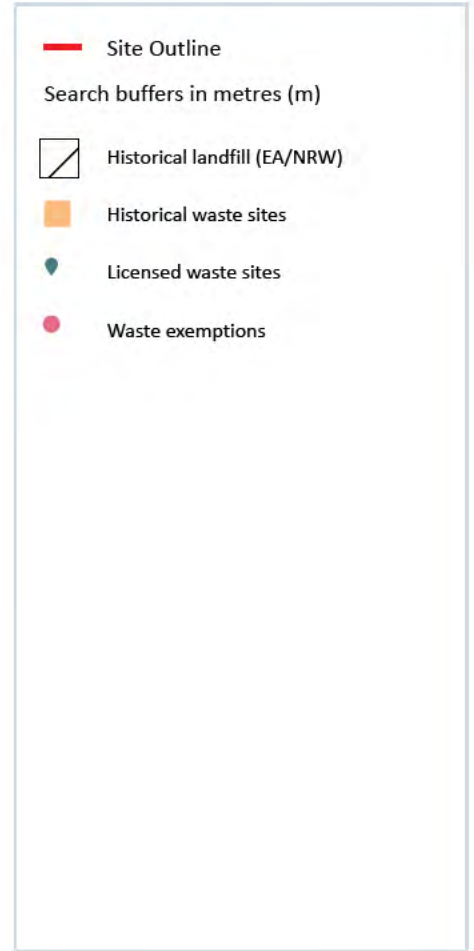 Site Outline
Search buffers in metres (m)
Historical landfill (EA/NRW)
Historical waste sites
Licensed waste sites
Waste exemptions